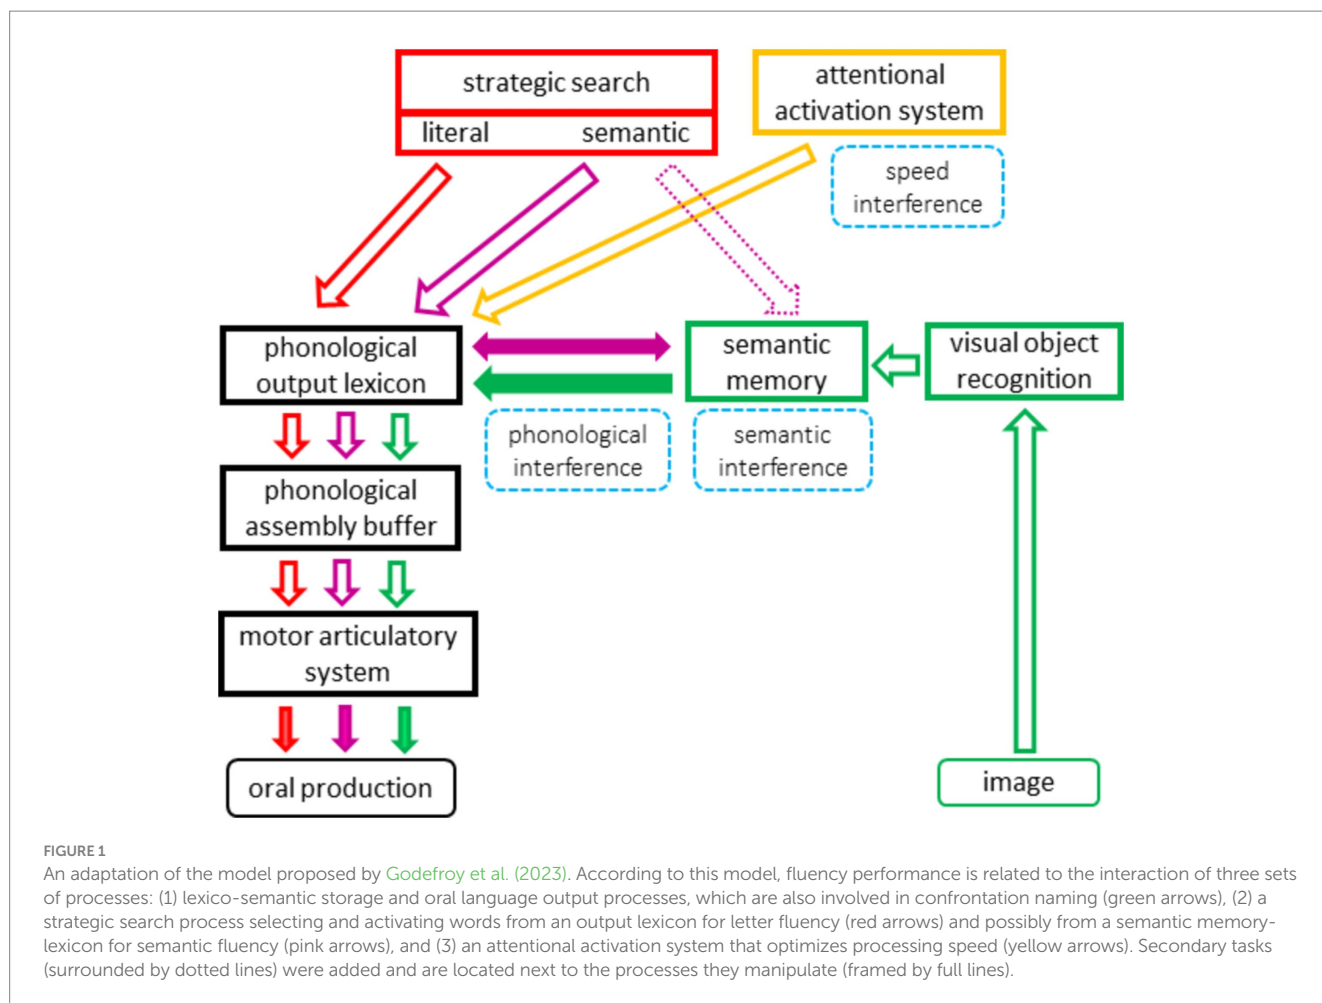 strategic search
literal semantic
attentional
activation system
speed
interference
phonological
output lexicon
semantic
memory
visual object
recognition
phonological
interference
semantic
interference
phonological
assembly buffer
motor articulatory
system
oral production
image
FIGURE 1
An adaptation of the model proposed by Godefroy et al. (2023). According to this model, fluency performance is related to the interaction of three sets
of processes: (1) lexico-semantic storage and oral language output processes, which are also involved in confrontation naming (green arrows), (2) a
strategic search process selecting and activating words from an output lexicon for letter fluency (red arrows) and possibly from a semantic memory-
lexicon for semantic fluency (pink arrows), and (3) an attentional activation system that optimizes processing speed (yellow arrows). Secondary tasks
(surrounded by dotted lines) were added and are located next to the processes they manipulate (framed by full lines).